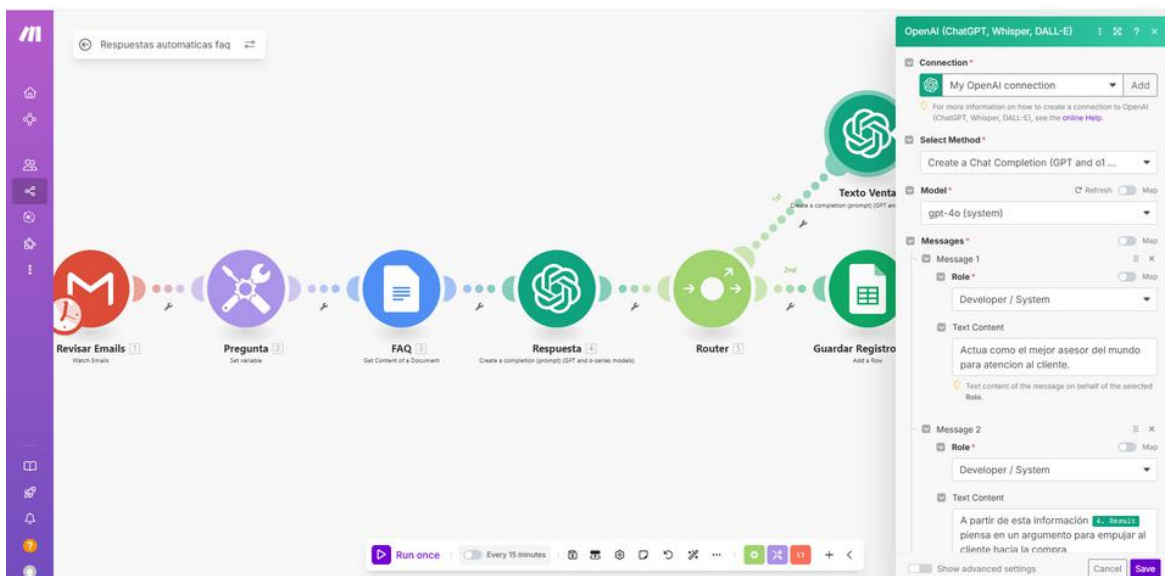 Respuestas automaticas faq
Revisar Emails 1
Watch Emails
Pregunta 2
Set variable
FAQ 3
Get Content of a Document
Respuesta 4
Create a completion (prompt) (GPT and o-series models)
Router 5
1st
Texto Venta
Create a completion (prompt) (GPT an
2nd
Guardar Registro
Add a Row
Run once
Every 15 minutes
OpenAI (ChatGPT, Whisper, DALL-E)
Connection *
My OpenAI connection
Add
For more information on how to create a connection to OpenAI
(ChatGPT, Whisper, DALL-E), see the online Help.
Select Method *
Create a Chat Completion (GPT and o1 ...
Model *
Refresh
Map
gpt-4o (system)
Messages *
Map
Message 1
Role *
Map
Developer / System
Text Content
Actua como el mejor asesor del mundo
para atencion al cliente.
Text content of the message on behalf of the selected
Role.
Message 2
Role *
Map
Developer / System
Text Content
A partir de esta información 4. Result
piensa en un argumento para empujar al
cliente hacia la compra
Show advanced settings
Cancel
Save